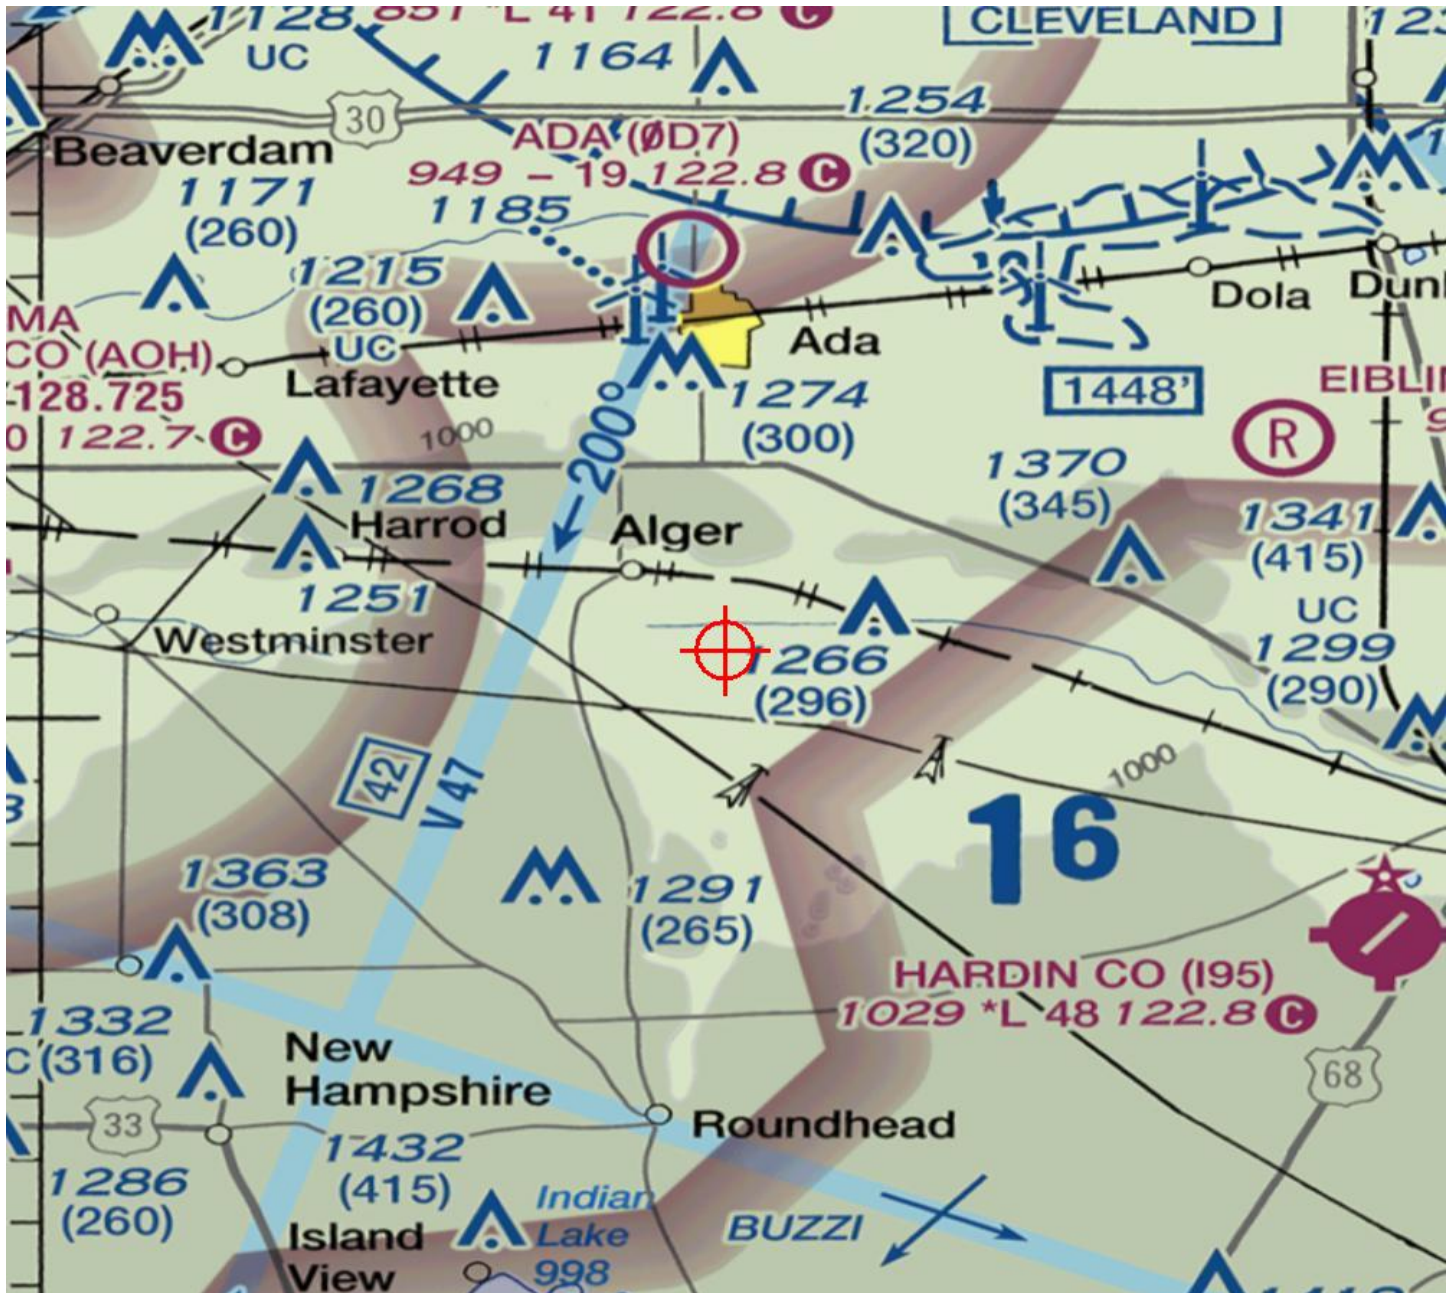 1128
UC
857 *L 41 122.8 C
CLEVELAND
1164
30
ADA (ØD7)
949 - 19 122.8 C
1254
(320)
Beaverdam
1171
(260)
1185
1215
(260)
UC
Lafayette
Ada
Dola
CO (AOH)
128.725
122.7 C
1448'
R
1274
(300)
1000
200°
1370
(345)
1341
(415)
UC
1299
(290)
1268
Harrod
Alger
1251
Westminster
1266
(296)
42
V 47
1000
16
1363
(308)
1291
(265)
HARDIN CO (I95)
1029 *L 48 122.8 C
1332
(316)
New
Hampshire
68
33
Roundhead
1432
(415)
1286
(260)
Indian
Lake
998
BUZZI
Island
View